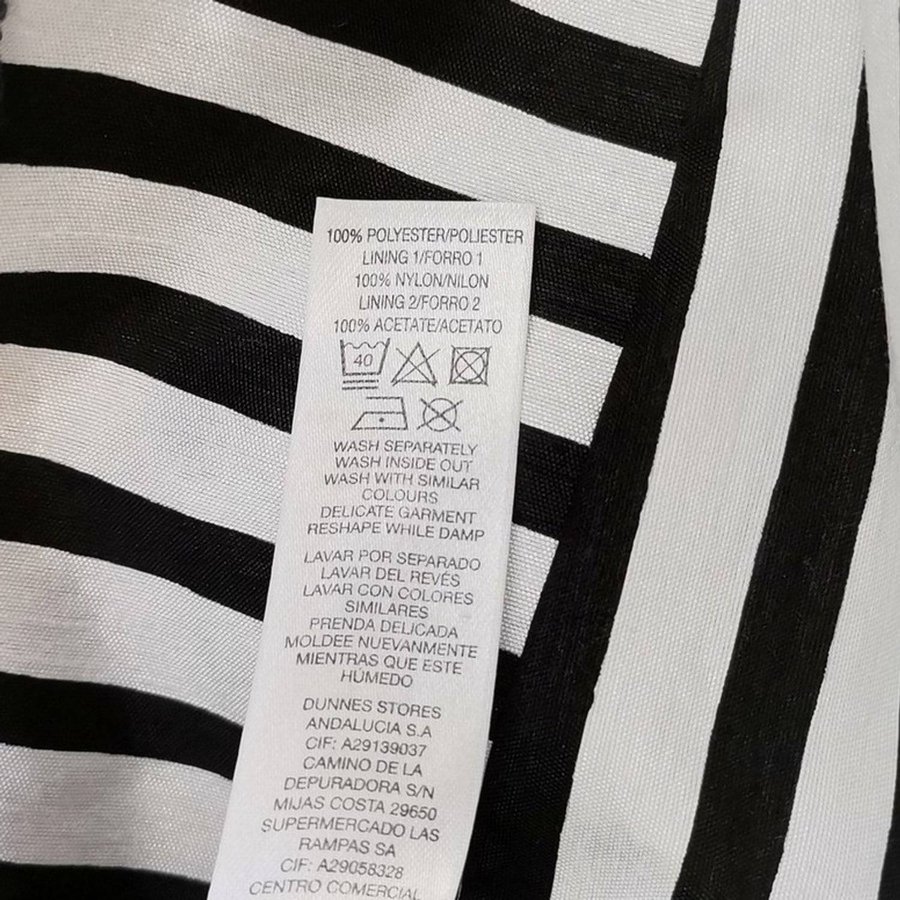 100% POLYESTER/POLIESTER
LINING 1/FORRO 1
100% NYLON/NILON
LINING 2/FORRO 2
100% ACETATE/ACETATO
40
WASH SEPARATELY
WASH INSIDE OUT
WASH WITH SIMILAR
COLOURS
DELICATE GARMENT
RESHAPE WHILE DAMP
LAVAR POR SEPARADO
LAVAR DEL REVÉS
LAVAR CON COLORES
SIMILARES
PRENDA DELICADA
MOLDEE NUEVAMENTE
MIENTRAS QUE ESTE
HÚMEDO
DUNNES STORES
ANDALUCIA S.A
CIF: A29139037
CAMINO DE LA
DEPURADORA S/N
MIJAS COSTA 29650
SUPERMERCADO LAS
RAMPAS SA
CIF: A29058328
CENTRO COMERCIAL